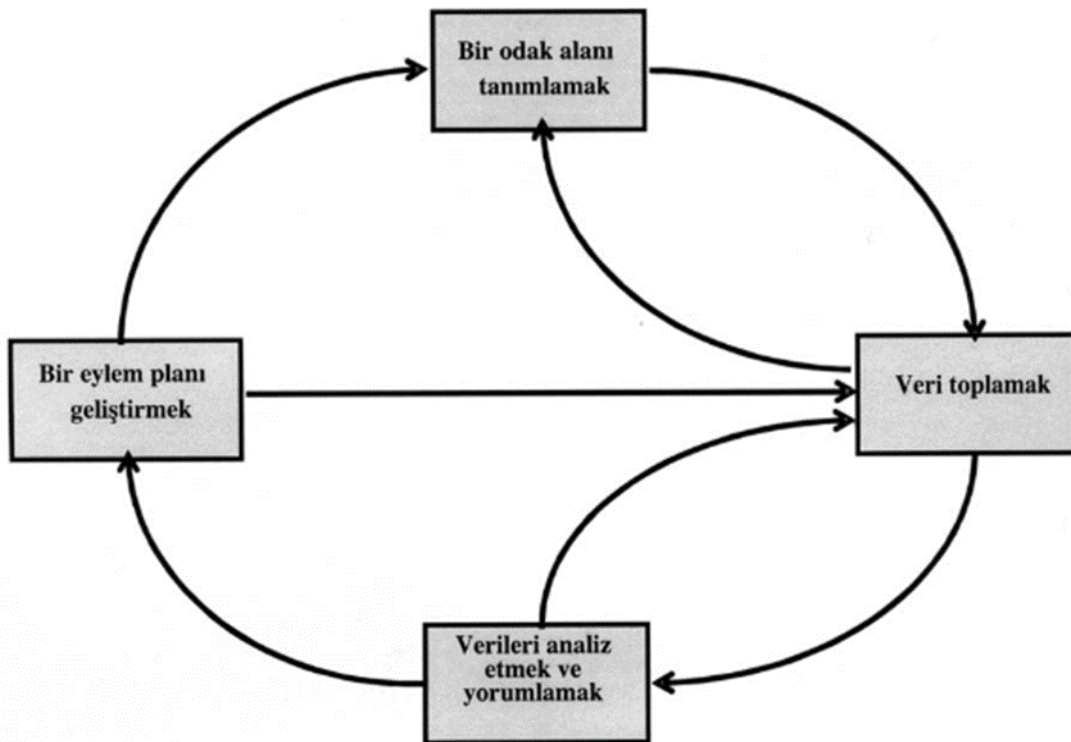 Bir odak alanı
tanımlamak
Bir eylem planı
geliştirmek
Veri toplamak
Verileri analiz
etmek ve
yorumlamak